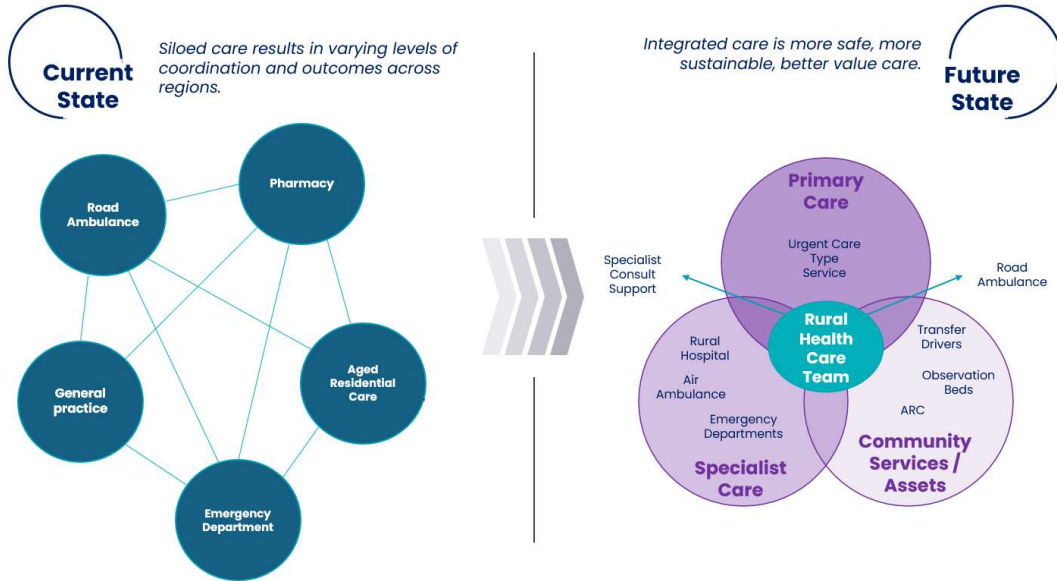 Current
State
Siloed care results in varying levels of
coordination and outcomes across
regions.
Integrated care is more safe, more
sustainable, better value care.
Future
State
Pharmacy
Road
Ambulance
General
practice
Aged
Residential
Care
Emergency
Department
Primary
Care
Urgent Care
Type
Service
Specialist
Consult
Support
Road
Ambulance
Rural
Health
Care
Team
Rural
Hospital
Air
Ambulance
Emergency
Departments
Specialist
Care
Transfer
Drivers
Observation
Beds
ARC
Community
Services /
Assets